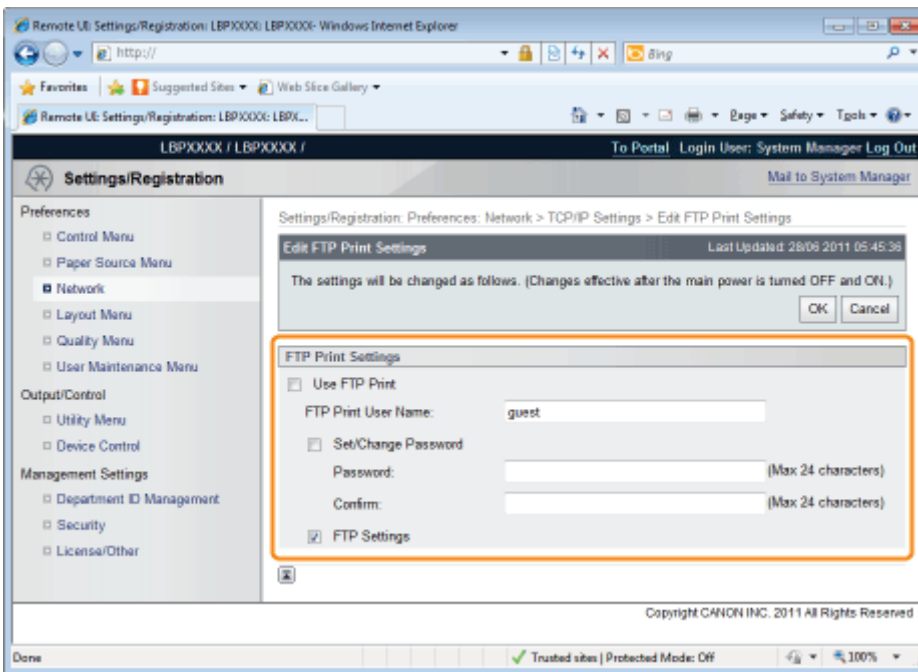 Remote UI: Settings/Registration: LBPXXXX: LBPXXXX- Windows Internet Explorer
http://
Bing
Favorites Suggested Sites Web Slice Gallery
Remote UI: Settings/Registration: LBPXXXX: LBPX...
Page Safety Tools
LBPXXXX / LBPXXXX / To Portal Login User: System Manager Log Out
Settings/Registration Mail to System Manager
Preferences
Control Menu
Paper Source Menu
Network
Layout Menu
Quality Menu
User Maintenance Menu
Output/Control
Utility Menu
Device Control
Management Settings
Department ID Management
Security
License/Other
Settings/Registration: Preferences: Network > TCP/IP Settings > Edit FTP Print Settings
Edit FTP Print Settings Last Updated: 28/06 2011 05:45:36
The settings will be changed as follows. (Changes effective after the main power is turned OFF and ON.)
OK Cancel
FTP Print Settings
Use FTP Print
FTP Print User Name: guest
Set/Change Password
Password: (Max 24 characters)
Confirm: (Max 24 characters)
FTP Settings
Copyright CANON INC. 2011 All Rights Reserved
Done Trusted sites | Protected Mode: Off 100%